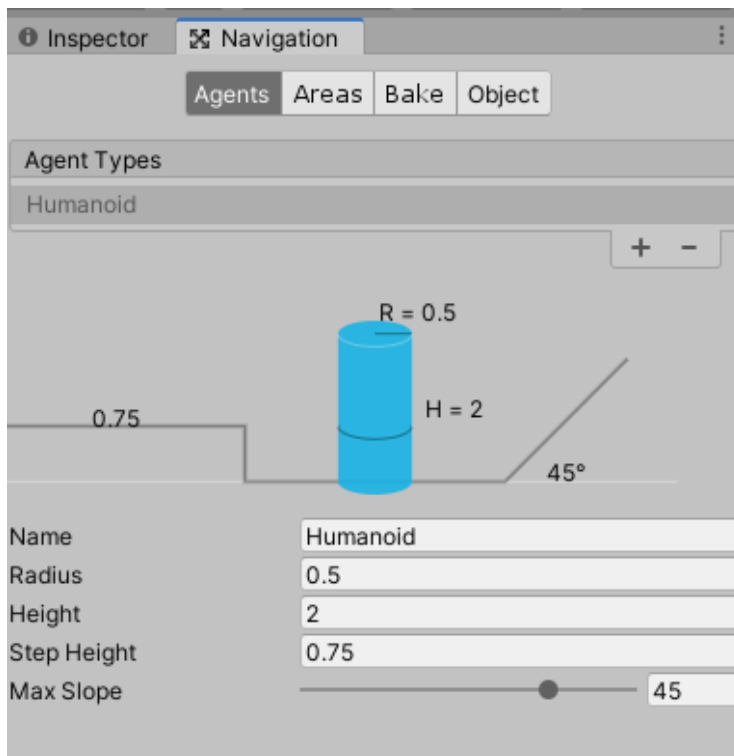 Inspector Navigation
Agents Areas Bake Object
Agent Types
Humanoid
+ -
R = 0.5
0.75
H = 2
45°
Name Humanoid
Radius 0.5
Height 2
Step Height 0.75
Max Slope 45